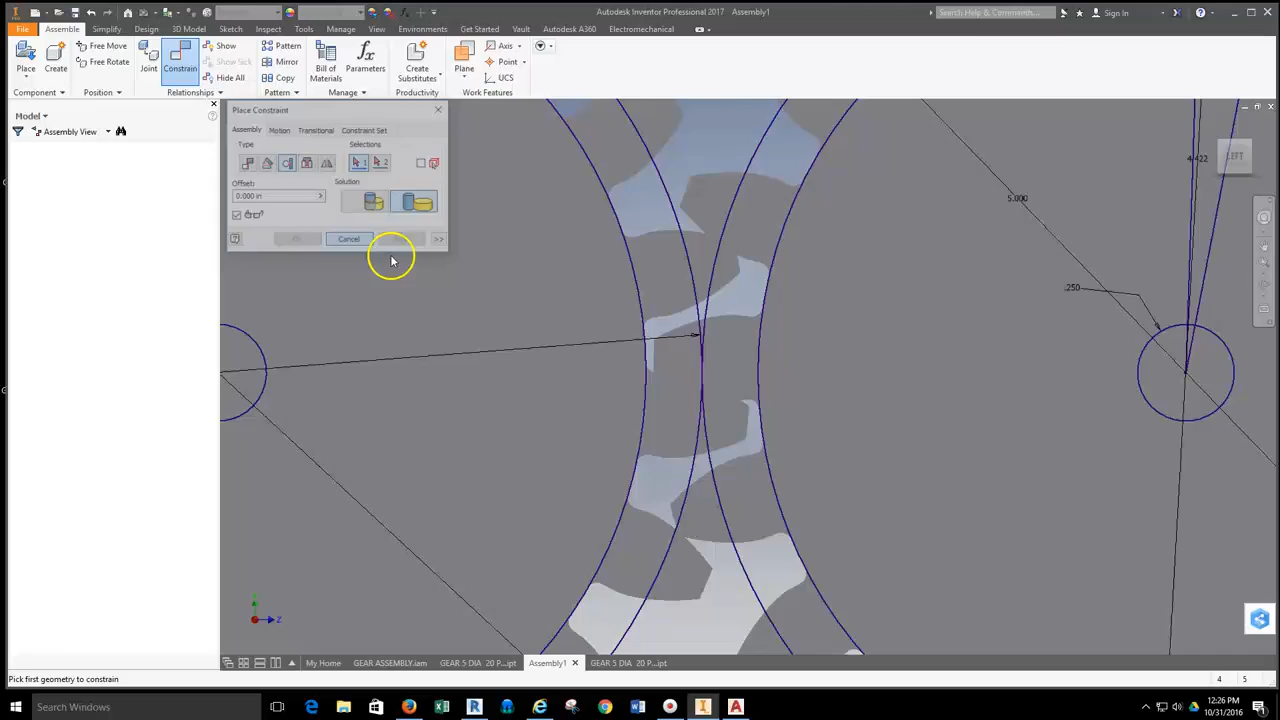 Autodesk Inventor Professional 2017 Assembly1
Search Help & Commands...
Sign In
File Assemble Simplify Design 3D Model Sketch Inspect Tools Manage View Environments Get Started Vault Autodesk A360 Electromechanical
Place Create Free Move Free Rotate Joint Constrain Show Show Sick Hide All Pattern Mirror Copy Bill of Materials Parameters Create Substitutes Plane Axis Point UCS
Component Position Relationships Pattern Manage Productivity Work Features
Model
Assembly View
Place Constraint
Assembly Motion Transitional Constraint Set
Type Selections
1 2
Offset: Solution
0.000 in
Cancel >>
4.422
LEFT
5.000
.250
Z
My Home GEAR ASSEMBLY.iam GEAR 5 DIA 20 P...ipt Assembly1 GEAR 5 DIA 20 P...ipt
Pick first geometry to constrain
4 5
Search Windows
12:26 PM
10/31/2016